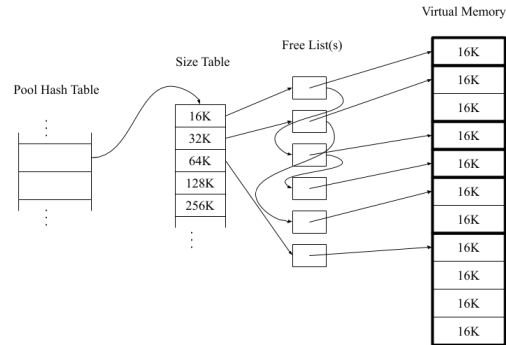 Virtual Memory
Free List(s)
Size Table
Pool Hash Table
16K
32K
64K
128K
256K
16K
16K
16K
16K
16K
16K
16K
16K
16K
16K
16K